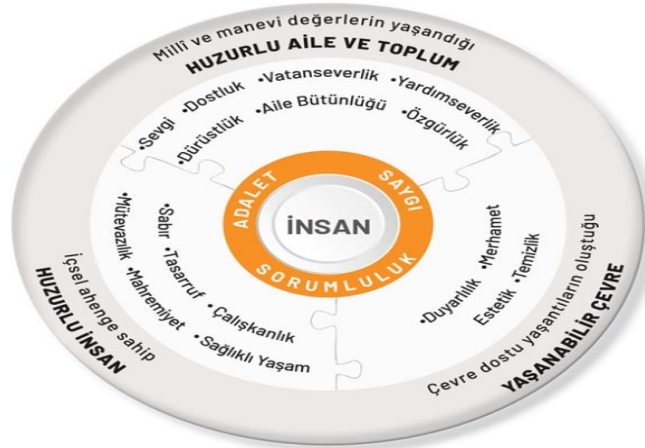 Millî ve manevi değerlerin yaşandığı
HUZURLU AİLE VE TOPLUM
•Sevgi •Dostluk •Vatanseverlik •Yardımseverlik
•Dürüstlük •Aile Bütünlüğü •Özgürlük
ADALET
SAYGI
SORUMLULUK
İNSAN
İçsel ahenge sahip
HUZURLU İNSAN
•Mütevazılık •Mahremiyet •Sağlıklı Yaşam
•Sabır •Tasarruf •Çalışkanlık
•Duyarlılık •Merhamet
Estetik •Temizlik
Çevre dostu yaşantıların oluştuğu
YAŞANABİLİR ÇEVRE